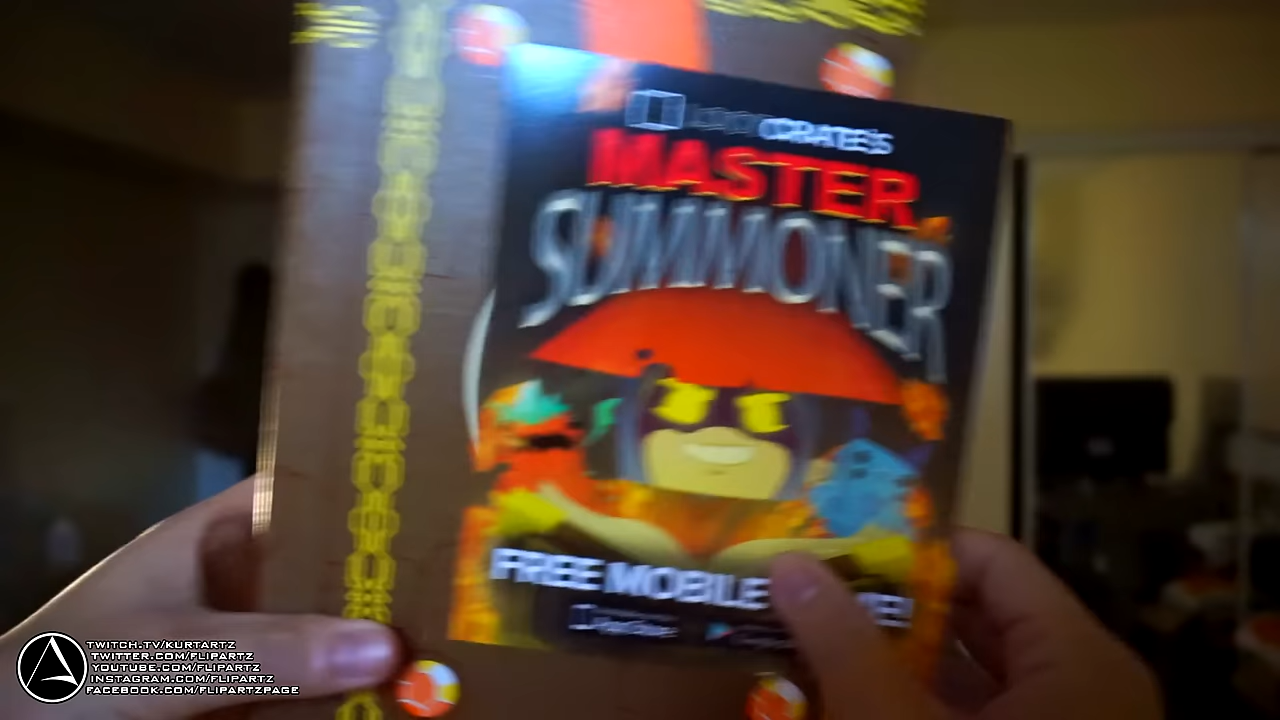 CRATE'S
MASTER
SUMMONER
FREE MOBILE
TWITCH.TV/KURTARTZ
TWITTER.COM/FLIPARTZ
YOUTUBE.COM/FLIPARTZ
INSTAGRAM.COM/FLIPARTZ
FACEBOOK.COM/FLIPARTZPAGE